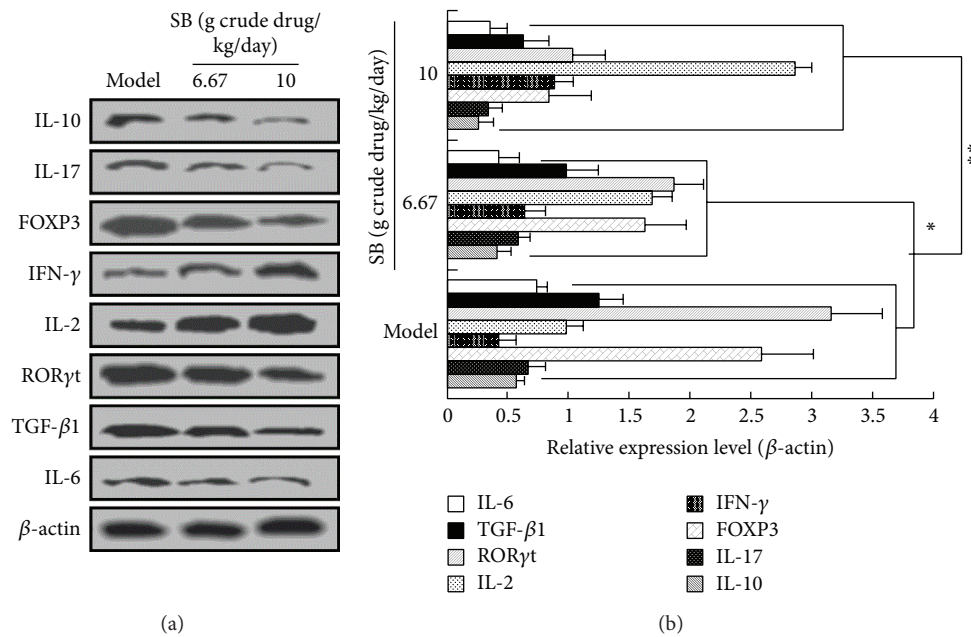 SB (g crude drug/
kg/day)
Model 6.67 10
IL-10
IL-17
FOXP3
IFN-γ
IL-2
RORγt
TGF-β1
IL-6
β-actin
(a)
SB (g crude drug/kg/day)
10
6.67
Model
*
*
*
0 0.5 1 1.5 2 2.5 3 3.5 4
Relative expression level (β-actin)
IL-6
TGF-β1
RORγt
IL-2
IFN-γ
FOXP3
IL-17
IL-10
(b)